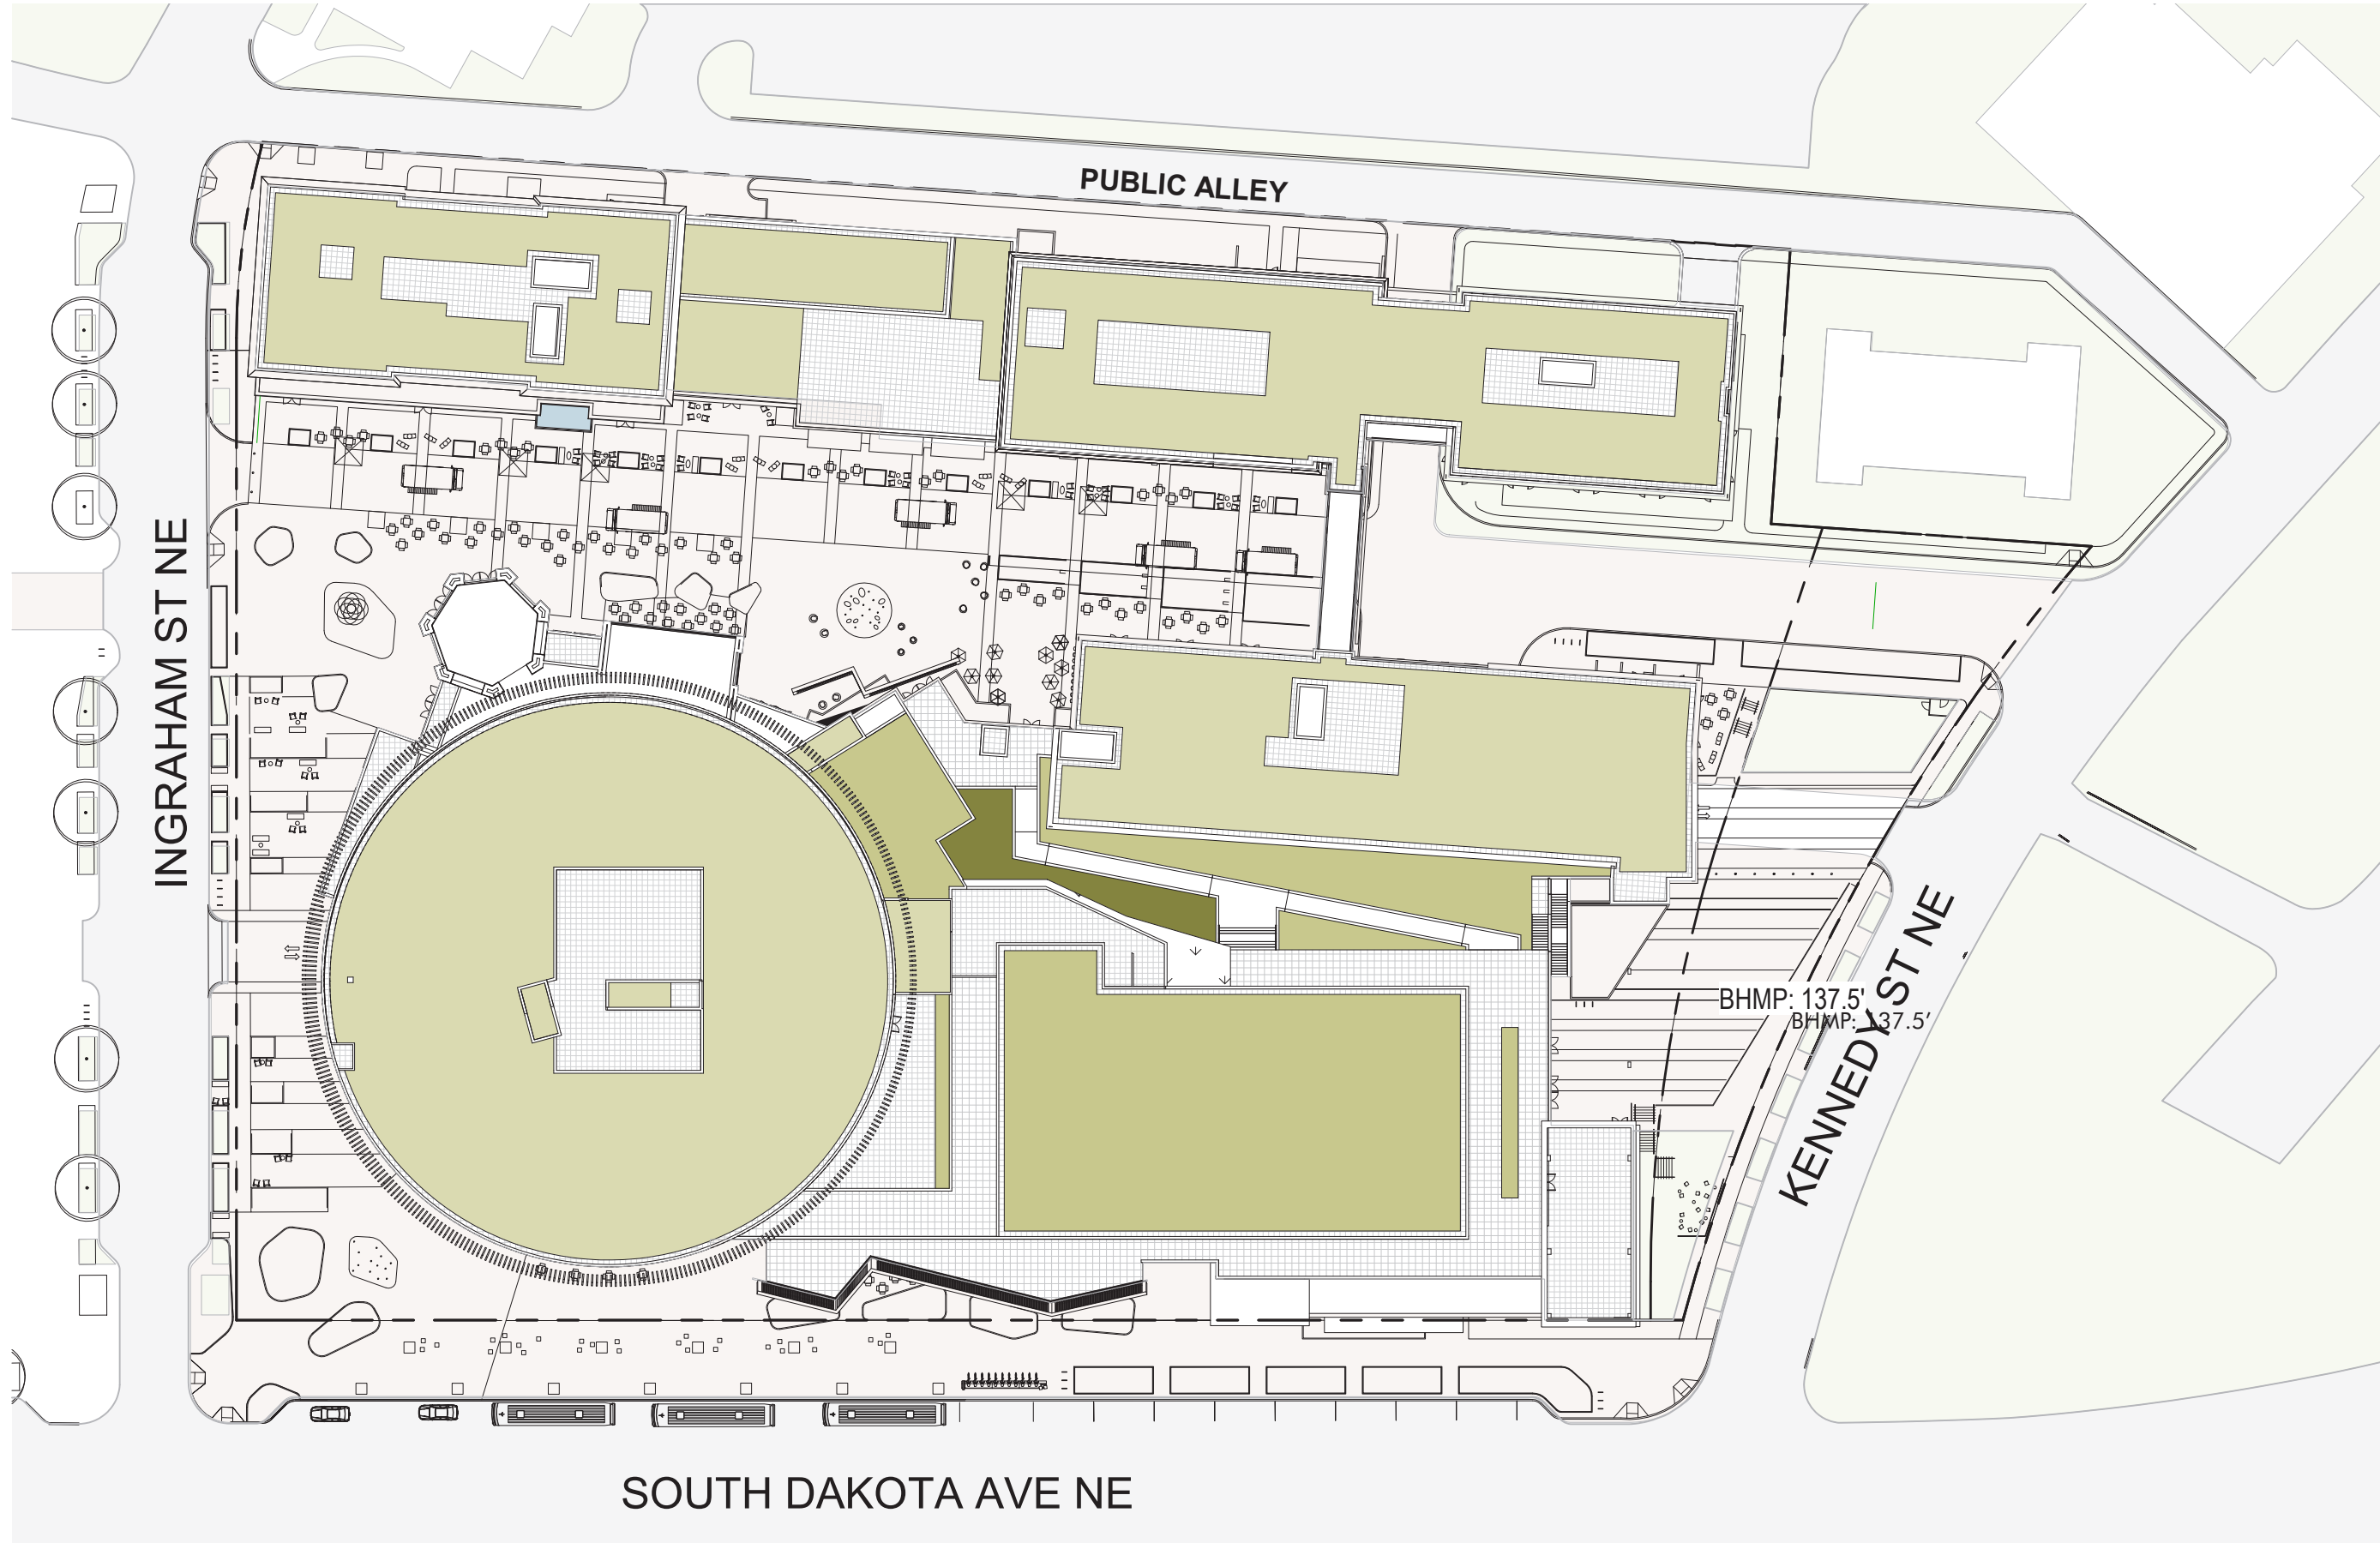 PUBLIC ALLEY
INGRAHAM ST NE
KENNEDY ST NE
BHMP: 137.5'
BHMP: 137.5’
SOUTH DAKOTA AVE NE